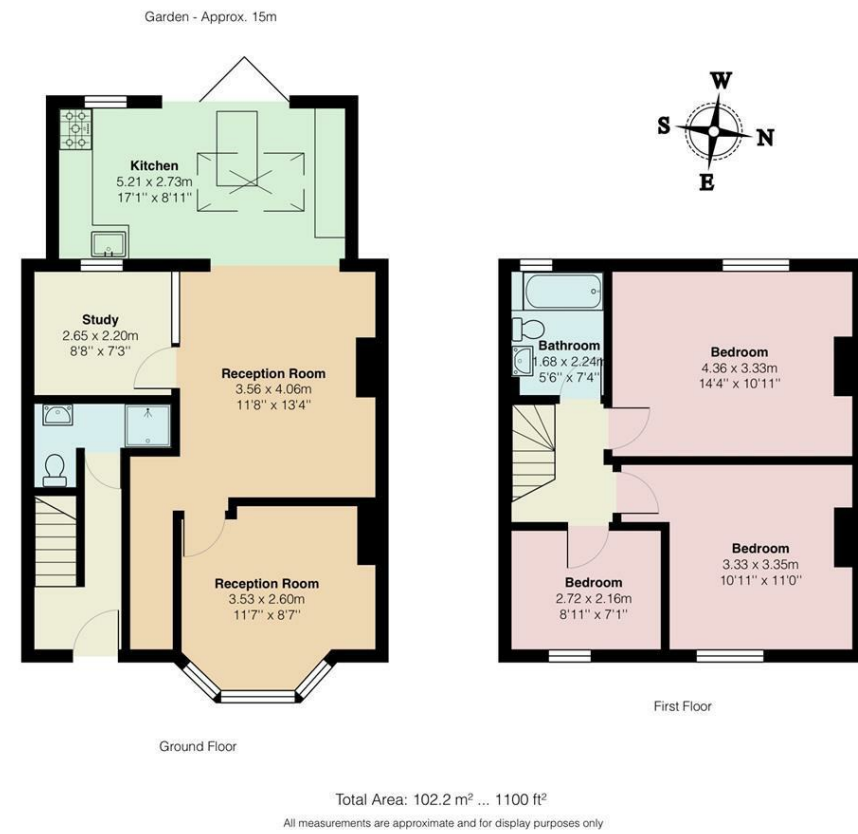 Garden - Approx. 15m
Kitchen
5.21 x 2.73m
17'1'' x 8'11''
W
S
N
E
Study
2.65 x 2.20m
8'8'' x 7'3''
Reception Room
3.56 x 4.06m
11'8'' x 13'4''
Reception Room
3.53 x 2.60m
11'7'' x 8'7''
Ground Floor
Bathroom
1.68 x 2.24m
5'6'' x 7'4''
Bedroom
4.36 x 3.33m
14'4'' x 10'11''
Bedroom
3.33 x 3.35m
10'11'' x 11'0''
Bedroom
2.72 x 2.16m
8'11'' x 7'1''
First Floor
Total Area: 102.2 m² ... 1100 ft²
All measurements are approximate and for display purposes only